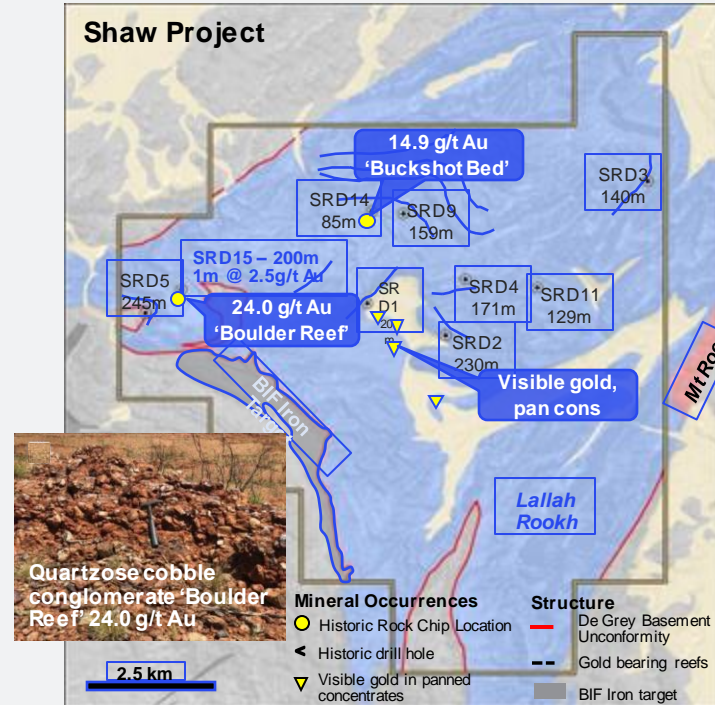 Shaw Project
14.9 g/t Au
'Buckshot Bed'
SRD3
140m
SRD14
85m
SRD9
159m
SRD15 – 200m
1m @ 2.5g/t Au
SRD5
245m
24.0 g/t Au
'Boulder Reef'
SR
D1
20
m
SRD4
171m
SRD11
129m
SRD2
230m
Visible gold,
pan cons
BIF Iron
Target
Lallah
Rookh
Quartzose cobble
conglomerate 'Boulder
Reef' 24.0 g/t Au
2.5 km
Mineral Occurrences
Historic Rock Chip Location
Historic drill hole
Visible gold in panned
concentrates
Structure
De Grey Basement
Unconformity
Gold bearing reefs
BIF Iron target